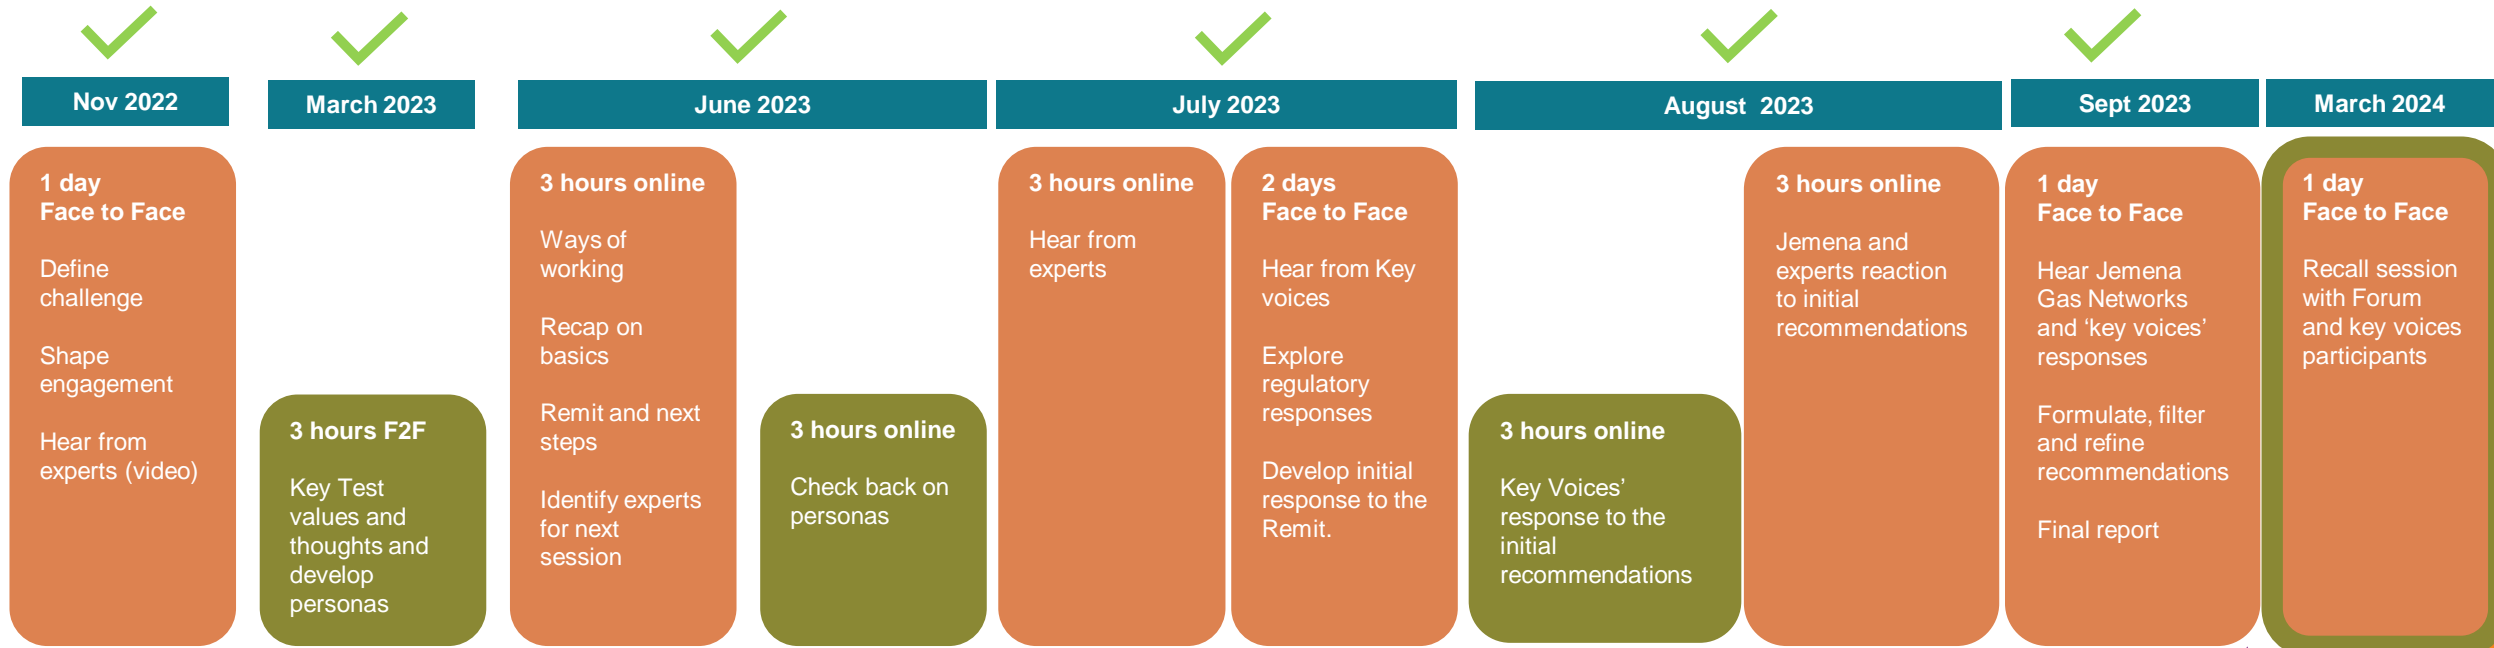 Nov 2022
March 2023
June 2023
July 2023
August 2023
Sept 2023
March 2024
1 day
Face to Face
Define
challenge
Shape
engagement
Hear from
experts (video)
3 hours F2F
Key Test
values and
thoughts and
develop
personas
3 hours online
Ways of
working
Recap on
basics
Remit and next
steps
Identify experts
for next
session
3 hours online
Check back on
personas
3 hours online
Hear from
experts
2 days
Face to Face
Hear from Key
voices
Explore
regulatory
responses
Develop initial
response to the
Remit.
3 hours online
Key Voices’
response to the
initial
recommendations
3 hours online
Jemena and
experts reaction
to initial
recommendations
1 day
Face to Face
Hear Jemena
Gas Networks
and ‘key voices’
responses
Formulate, filter
and refine
recommendations
Final report
1 day
Face to Face
Recall session
with Forum
and key voices
participants